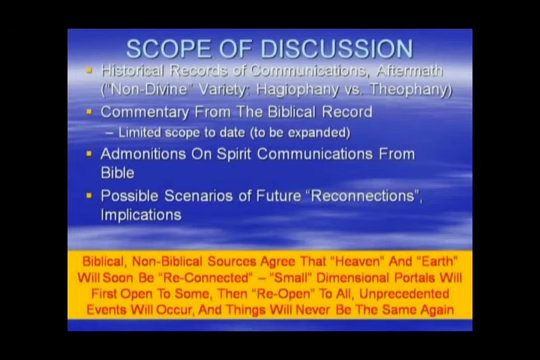 SCOPE OF DISCUSSION
▪ Historical Records of Communications, Aftermath
("Non-Divine" Variety: Hagiophany vs. Theophany)
▪ Commentary From The Biblical Record
– Limited scope to date (to be expanded)
▪ Admonitions On Spirit Communications From
Bible
▪ Possible Scenarios of Future "Reconnections",
Implications
Biblical, Non-Biblical Sources Agree That "Heaven" And "Earth"
Will Soon Be "Re-Connected" – "Small" Dimensional Portals Will
First Open To Some, Then "Re-Open" To All, Unprecedented
Events Will Occur, And Things Will Never Be The Same Again